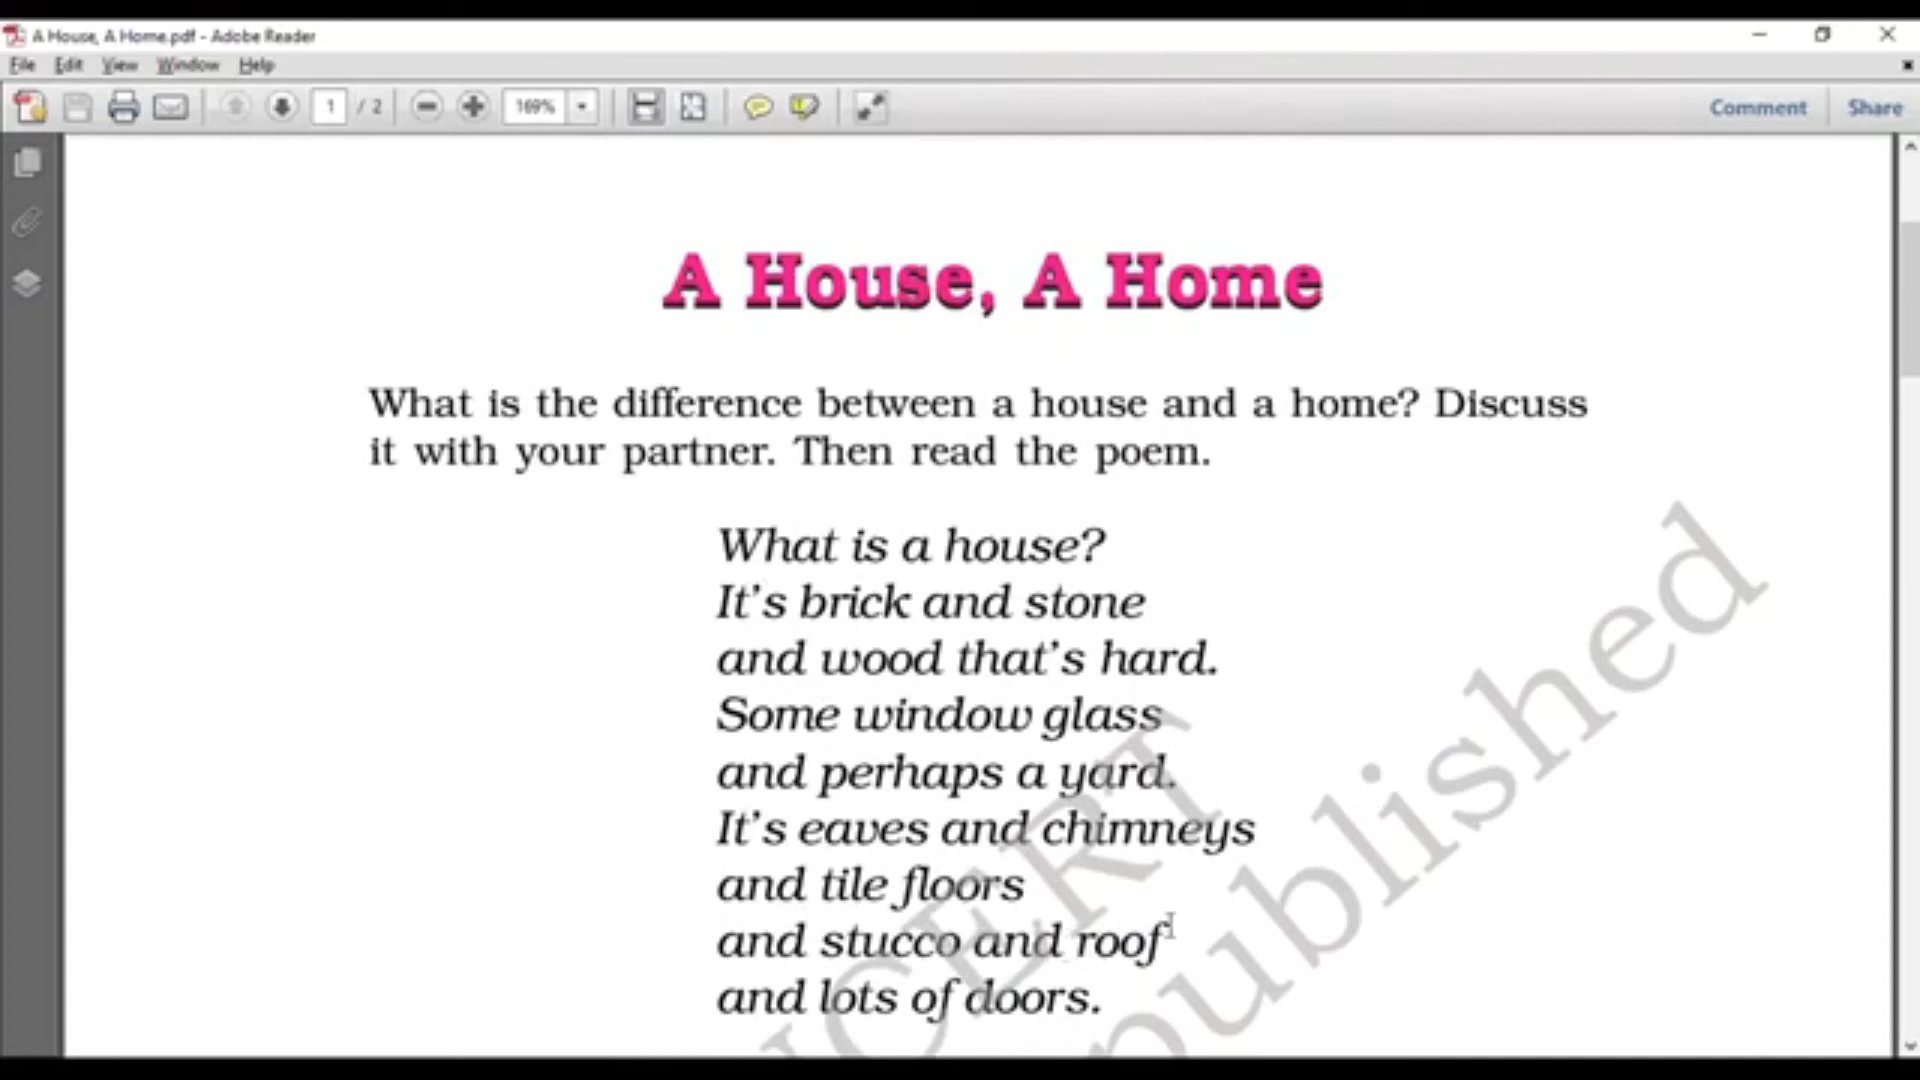 A House, A Home.pdf - Adobe Reader
File Edit View Window Help
1 / 2 169% Comment Share
A House, A Home
What is the difference between a house and a home? Discuss
it with your partner. Then read the poem.
What is a house?
It's brick and stone
and wood that's hard.
Some window glass
and perhaps a yard.
It's eaves and chimneys
and tile floors
and stucco and roof
and lots of doors.
NCERT
published